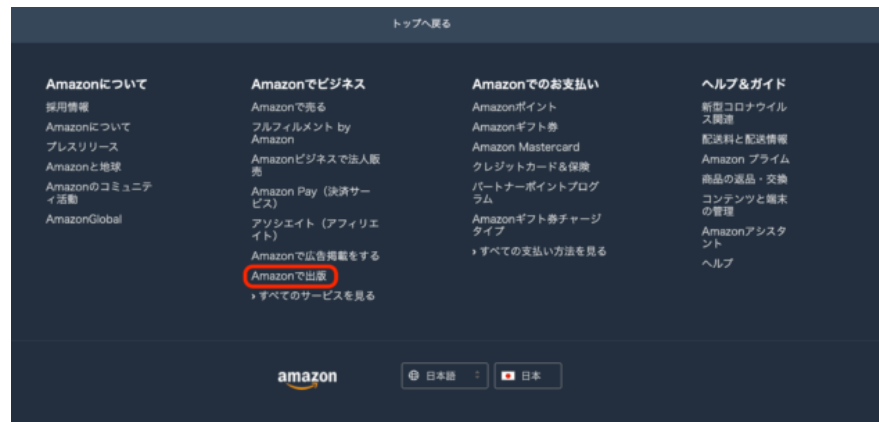 トップへ戻る
Amazonについて
採用情報
Amazonについて
プレスリリース
Amazonと地球
Amazonのコミュニテ
ィ活動
AmazonGlobal
Amazonでビジネス
Amazonで売る
フルフィルメント by
Amazon
Amazonビジネスで法人販
売
Amazon Pay（決済サー
ビス）
アソシエイト（アフィリエ
イト）
Amazonで広告掲載をする
Amazonで出版
› すべてのサービスを見る
Amazonでのお支払い
Amazonポイント
Amazonギフト券
Amazon Mastercard
クレジットカード＆保険
パートナーポイントプログ
ラム
Amazonギフト券チャージ
タイプ
› すべての支払い方法を見る
ヘルプ&ガイド
新型コロナウイル
ス関連
配送料と配送情報
Amazon プライム
商品の返品・交換
コンテンツと端末
の管理
Amazonアシスタ
ント
ヘルプ
amazon
日本語
日本